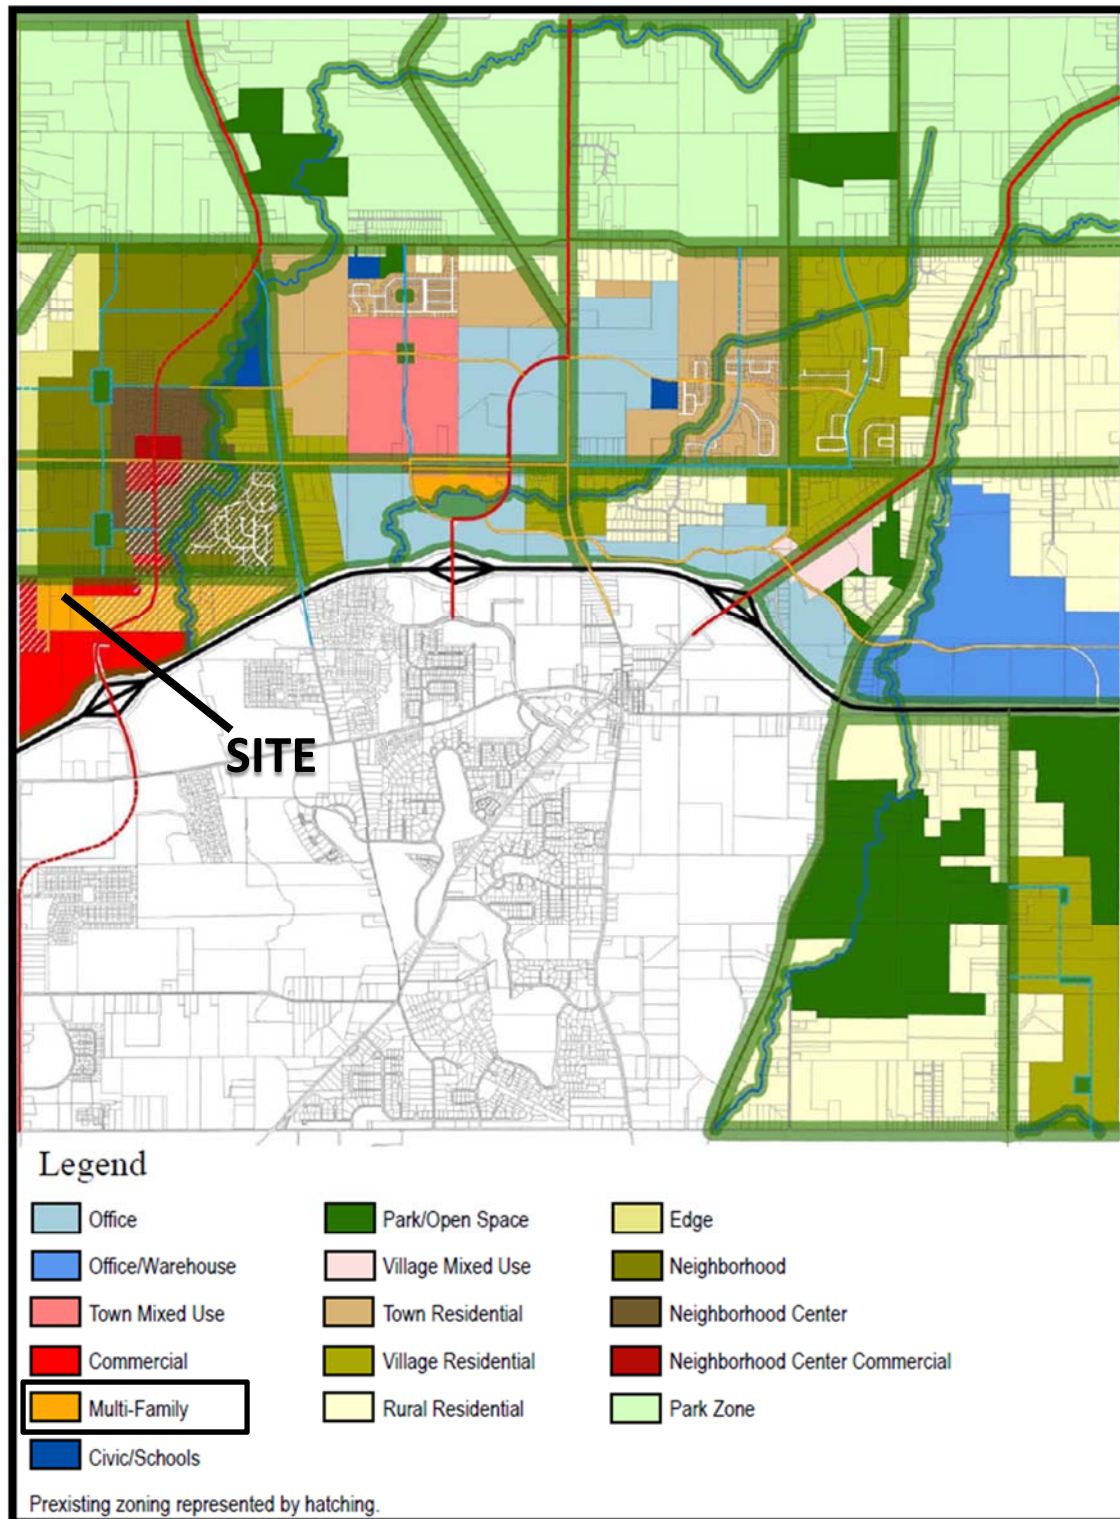 SITE
Legend
Office
Park/Open Space
Edge
Office/Warehouse
Village Mixed Use
Neighborhood
Town Mixed Use
Town Residential
Neighborhood Center
Commercial
Village Residential
Neighborhood Center Commercial
Multi-Family
Rural Residential
Park Zone
Civic/Schools
Prexisting zoning represented by hatching.